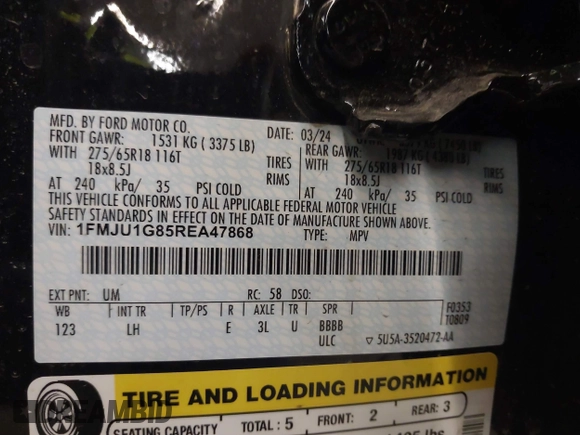 MFD. BY FORD MOTOR CO.
DATE: 03/24
FRONT GAWR: 1531 KG ( 3375 LB)
REAR GAWR:
WITH 275/65R18 116T TIRES
WITH 275/65R18 116T TIRES
18x8.5J RIMS
18x8.5J RIMS
AT 240 kPa/ 35 PSI COLD
AT 240 kPa/ 35 PSI COLD
THIS VEHICLE CONFORMS TO ALL APPLICABLE FEDERAL MOTOR VEHICLE
SAFETY STANDARDS IN EFFECT ON THE DATE OF MANUFACTURE SHOWN ABOVE.
VIN: 1FMJU1G85REA47868
TYPE: MPV
EXT PNT: UM
RC: 58 DSO:
WB INT TR TP/PS R AXLE TR SPR
123 LH E 3L U BBBB
ULC
F0353
T0809
▽ 5U5A-3520472-AA
TIRE AND LOADING INFORMATION
SEATING CAPACITY TOTAL: 5 FRONT: 2 REAR: 3
lbs